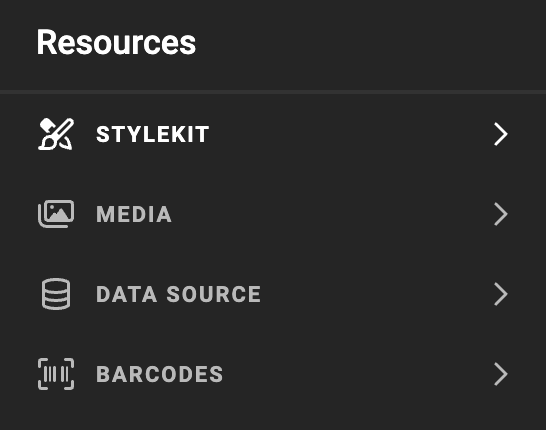 Resources
STYLEKIT
MEDIA
DATA SOURCE
BARCODES